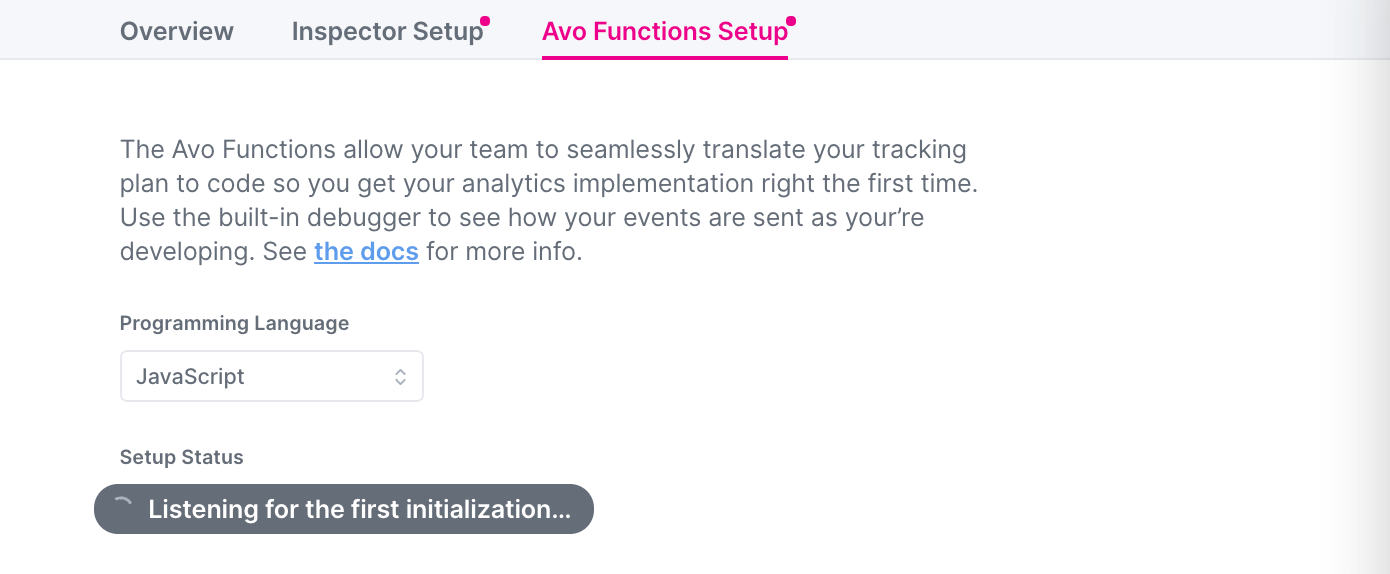 Overview Inspector Setup Avo Functions Setup
The Avo Functions allow your team to seamlessly translate your tracking
plan to code so you get your analytics implementation right the first time.
Use the built-in debugger to see how your events are sent as your’re
developing. See the docs for more info.
Programming Language
JavaScript
Setup Status
Listening for the first initialization...